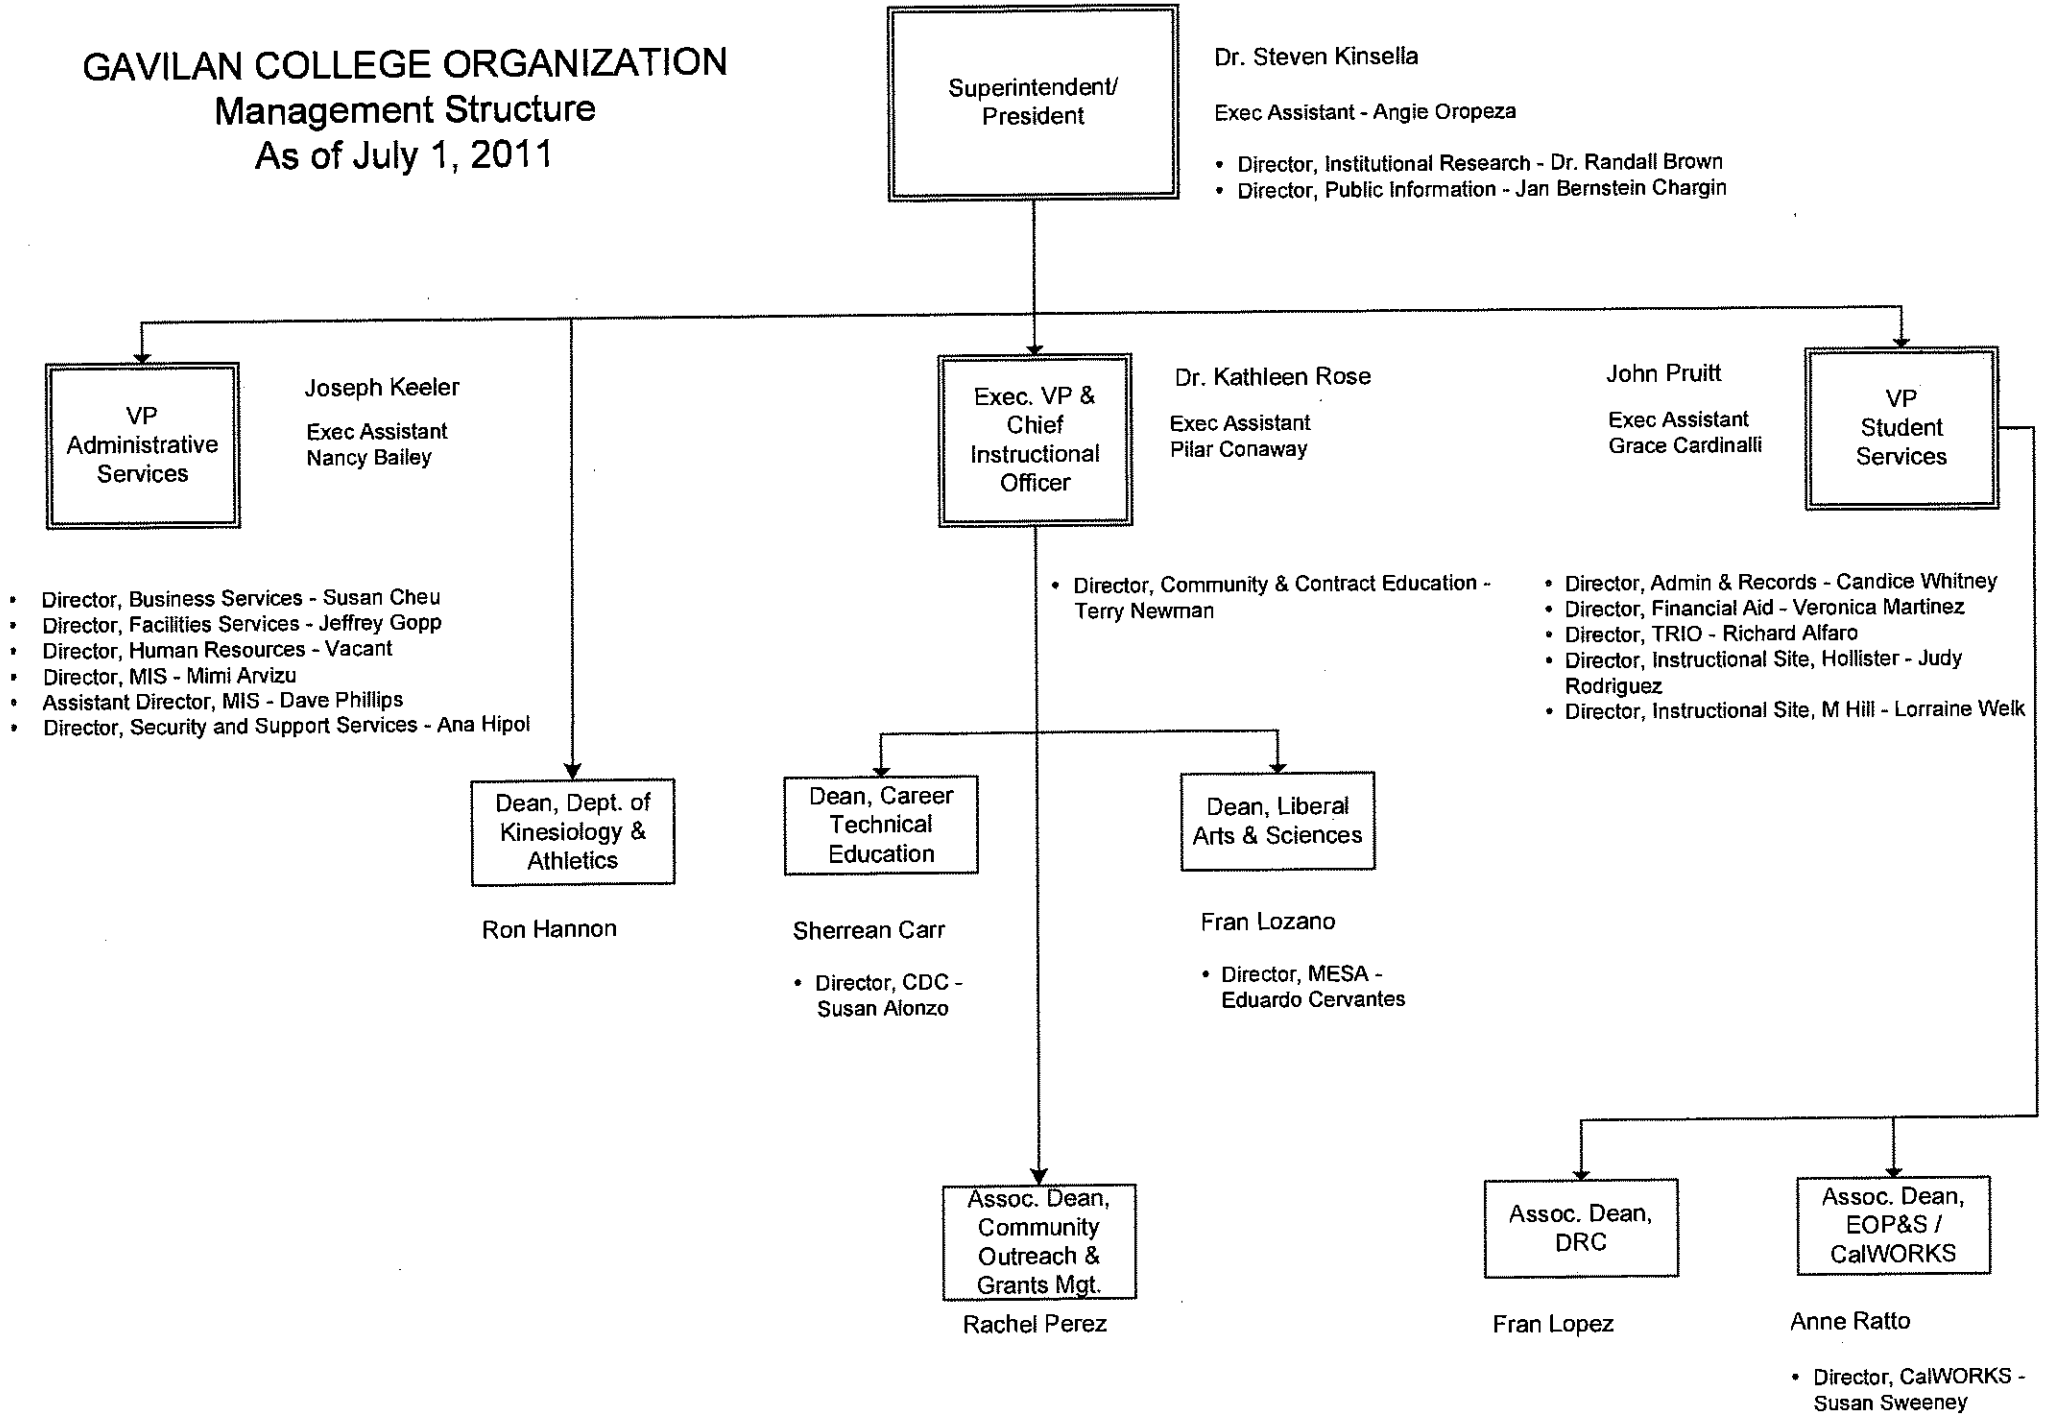 GAVILAN COLLEGE ORGANIZATION
Management Structure
As of July 1, 2011
Superintendent/
President
Dr. Steven Kinsella
Exec Assistant - Angie Oropeza
• Director, Institutional Research - Dr. Randall Brown
• Director, Public Information - Jan Bernstein Chargin
VP
Administrative
Services
Joseph Keeler
Exec Assistant
Nancy Bailey
• Director, Business Services - Susan Cheu
• Director, Facilities Services - Jeffrey Gopp
• Director, Human Resources - Vacant
• Director, MIS - Mimi Arvizu
• Assistant Director, MIS - Dave Phillips
• Director, Security and Support Services - Ana Hipol
Exec. VP &
Chief
Instructional
Officer
Dr. Kathleen Rose
Exec Assistant
Pilar Conaway
• Director, Community & Contract Education -
Terry Newman
John Pruitt
Exec Assistant
Grace Cardinalli
VP
Student
Services
• Director, Admin & Records - Candice Whitney
• Director, Financial Aid - Veronica Martinez
• Director, TRIO - Richard Alfaro
• Director, Instructional Site, Hollister - Judy
Rodriguez
• Director, Instructional Site, M Hill - Lorraine Welk
Dean, Dept. of
Kinesiology &
Athletics
Ron Hannon
Dean, Career
Technical
Education
Sherrean Carr
• Director, CDC -
Susan Alonzo
Dean, Liberal
Arts & Sciences
Fran Lozano
• Director, MESA -
Eduardo Cervantes
Assoc. Dean,
Community
Outreach &
Grants Mgt.
Rachel Perez
Assoc. Dean,
DRC
Fran Lopez
Assoc. Dean,
EOP&S /
CalWORKS
Anne Ratto
• Director, CalWORKS -
Susan Sweeney